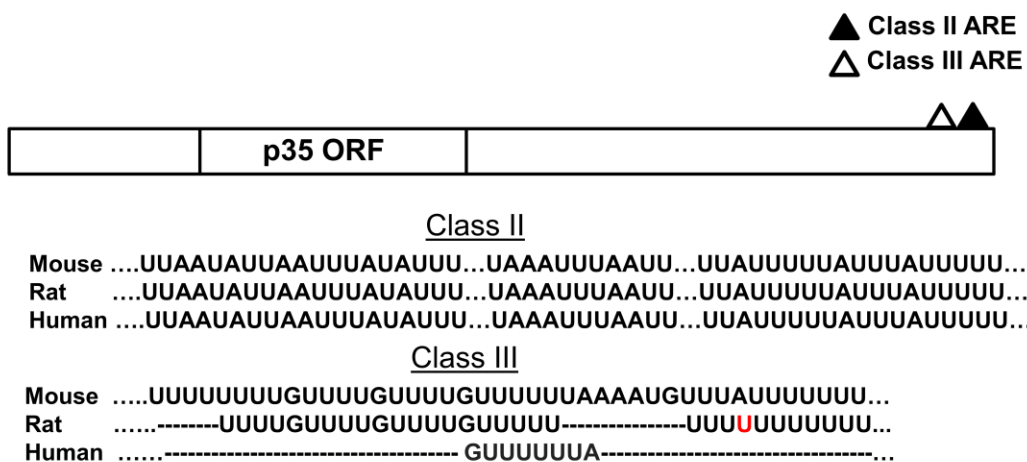 Class II ARE
Class III ARE
p35 ORF
Class II
Mouse ....UUAAUAUUAAUUUAUAUUU...UAAAUUUAAUU...UUAUUUUUAUUUAUUUUU...
Rat ....UUAAUAUUAAUUUAUAUUU...UAAAUUUAAUU...UUAUUUUUAUUUAUUUUU...
Human ....UUAAUAUUAAUUUAUAUUU...UAAAUUUAAUU...UUAUUUUUAUUUAUUUUU...
Class III
Mouse .....UUUUUUUUGUUUUGUUUUGUUUUUUAAAAUGUUUAUUUUUUU...
Rat ......--------UUUUGUUUUGUUUUGUUUUU---------------UUUUUUUUUUU...
Human ......-----------------------------------GUUUUUUA---------------------------------...